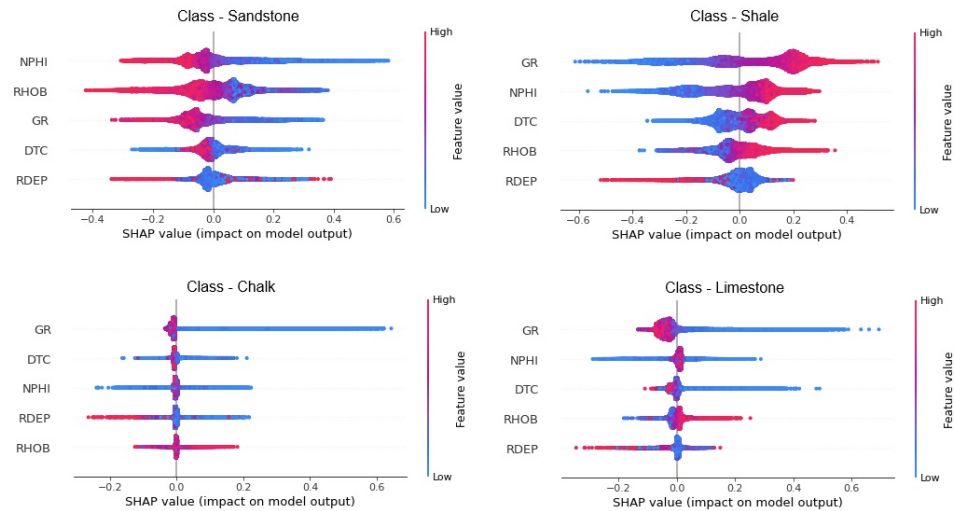 Class - Sandstone
High
NPHI
RHOB
GR
DTC
RDEP
Feature value
Low
−0.4 −0.2 0.0 0.2 0.4 0.6
SHAP value (impact on model output)
Class - Shale
High
GR
NPHI
DTC
RHOB
RDEP
Feature value
Low
−0.6 −0.4 −0.2 0.0 0.2 0.4
SHAP value (impact on model output)
Class - Chalk
High
GR
DTC
NPHI
RDEP
RHOB
Feature value
Low
−0.2 0.0 0.2 0.4 0.6
SHAP value (impact on model output)
Class - Limestone
High
GR
NPHI
DTC
RHOB
RDEP
Feature value
Low
−0.2 0.0 0.2 0.4 0.6
SHAP value (impact on model output)